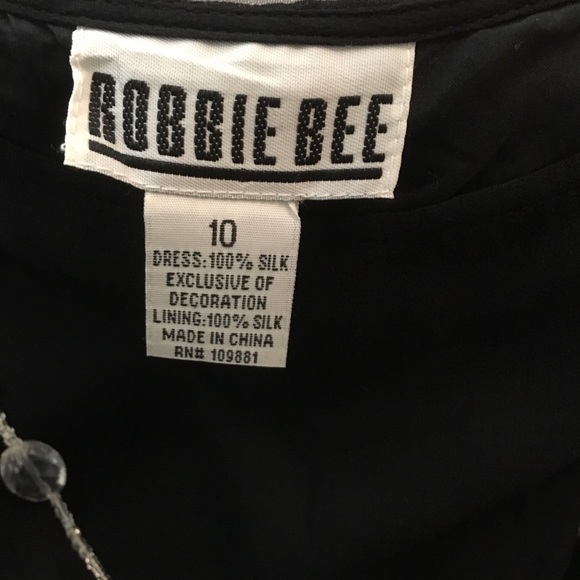 ROBBIE BEE
10
DRESS:100% SILK
EXCLUSIVE OF
DECORATION
LINING:100% SILK
MADE IN CHINA
RN# 109881